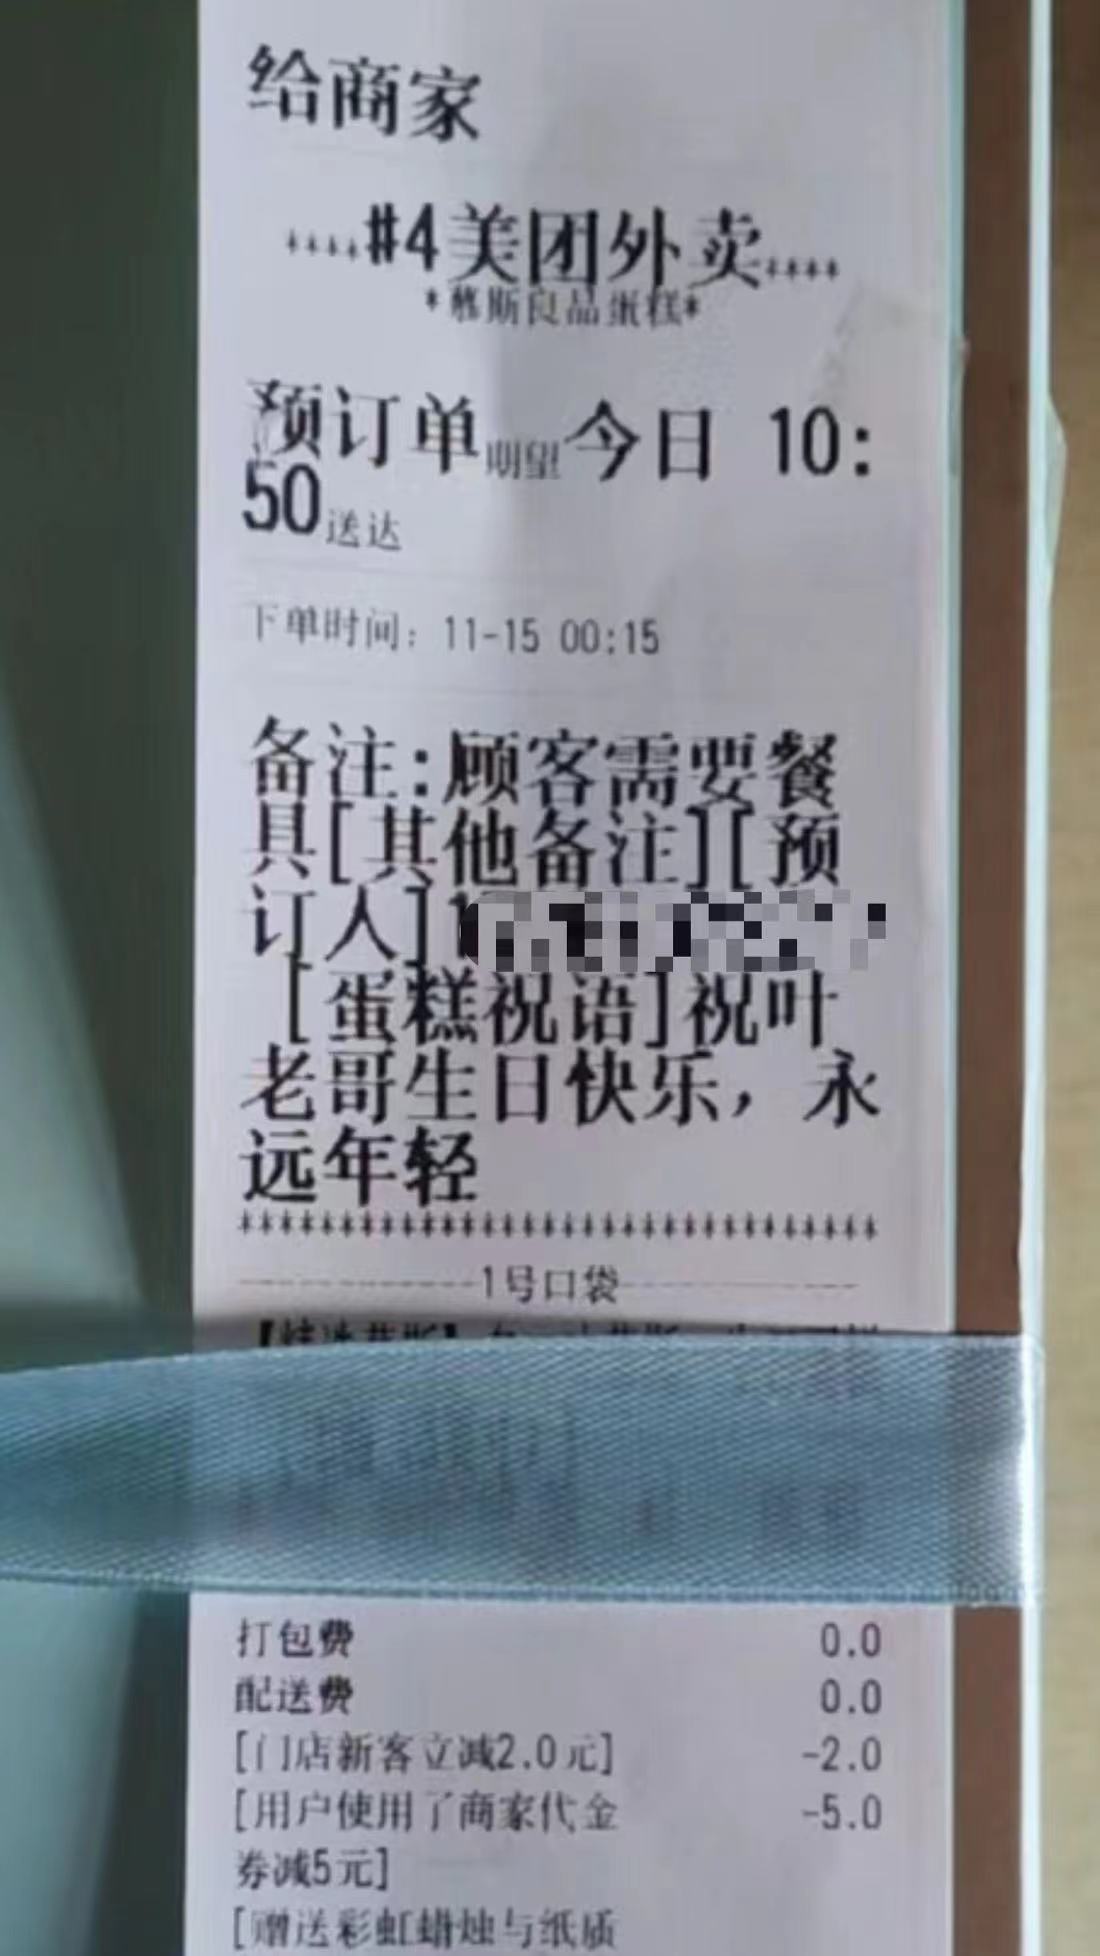 给商家
****#4美团外卖****
*慕斯良品蛋糕*
预订单期望今日 10:
50送达
下单时间：11-15 00:15
备注:顾客需要餐
具[其他备注][预
订人]1
[蛋糕祝语]祝叶
老哥生日快乐，永
远年轻
********************************
1号口袋
打包费 0.0
配送费 0.0
[门店新客立减2.0元] -2.0
[用户使用了商家代金 -5.0
券减5元]
[赠送彩虹蜡烛与纸质